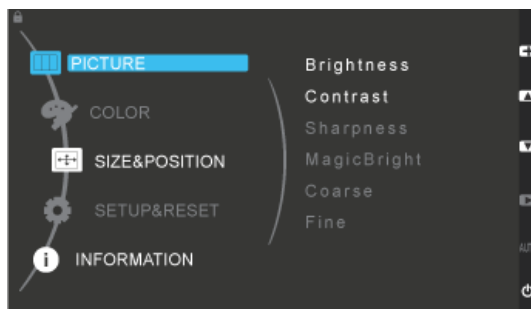 PICTURE
COLOR
SIZE&POSITION
SETUP&RESET
INFORMATION
Brightness
Contrast
Sharpness
MagicBright
Coarse
Fine